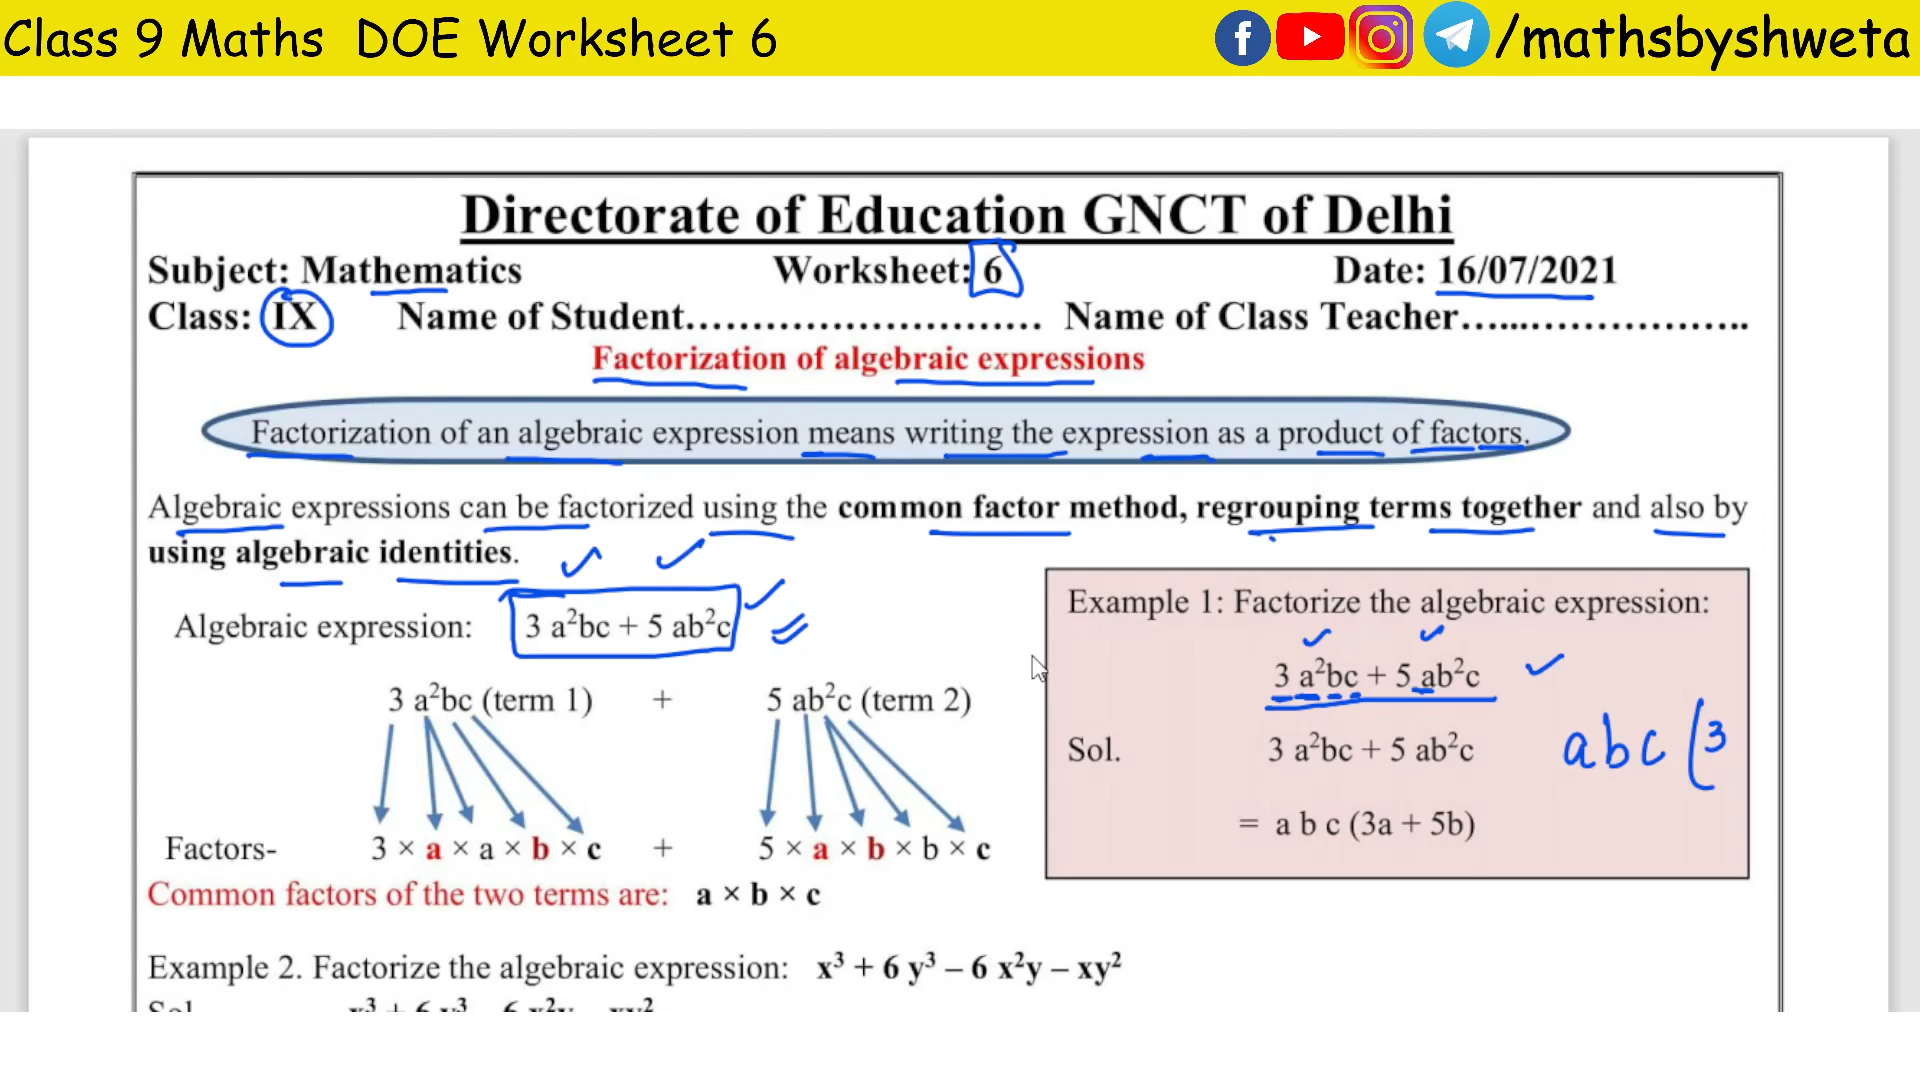 Class 9 Maths DOE Worksheet 6
/mathsbyshweta
Directorate of Education GNCT of Delhi
Subject: Mathematics Worksheet: 6 Date: 16/07/2021
Class: IX Name of Student………………………… Name of Class Teacher…...………………..
Factorization of algebraic expressions
Factorization of an algebraic expression means writing the expression as a product of factors.
Algebraic expressions can be factorized using the common factor method, regrouping terms together and also by
using algebraic identities.
Algebraic expression: 3 a²bc + 5 ab²c
3 a²bc (term 1) + 5 ab²c (term 2)
Factors- 3 × a × a × b × c + 5 × a × b × b × c
Common factors of the two terms are: a × b × c
Example 1: Factorize the algebraic expression:
3 a²bc + 5 ab²c
Sol. 3 a²bc + 5 ab²c
abc (3
= a b c (3a + 5b)
Example 2. Factorize the algebraic expression: x³ + 6 y³ – 6 x²y – xy²